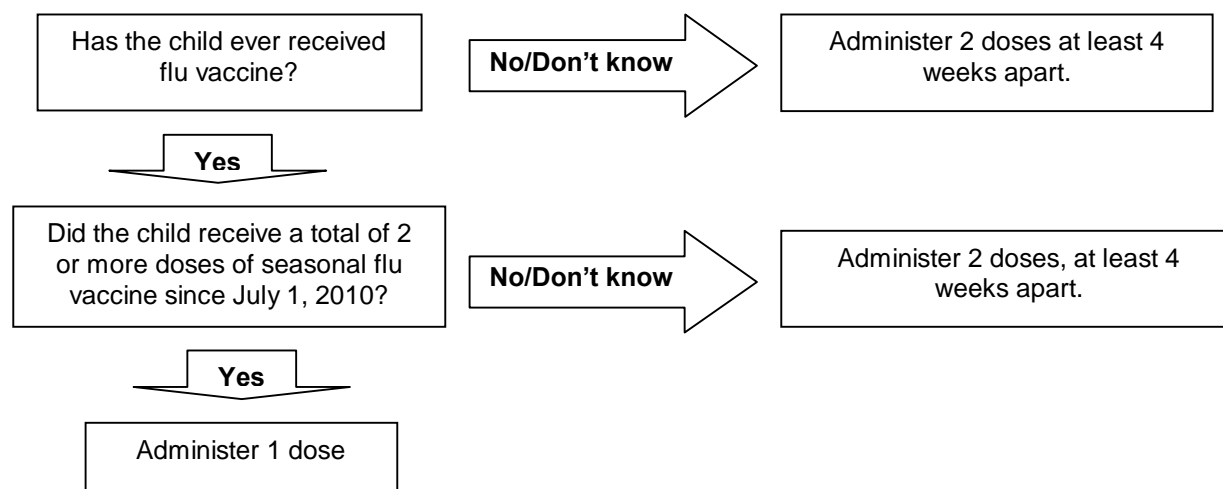 Has the child ever received
flu vaccine?
No/Don’t know
Administer 2 doses at least 4
weeks apart.
Yes
Did the child receive a total of 2
or more doses of seasonal flu
vaccine since July 1, 2010?
No/Don’t know
Administer 2 doses, at least 4
weeks apart.
Yes
Administer 1 dose